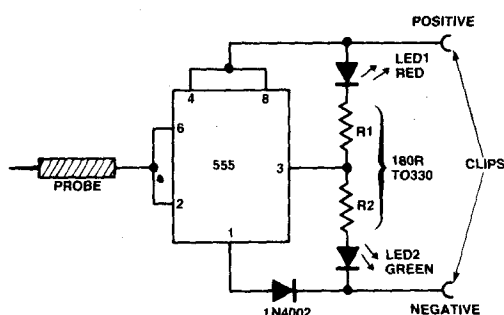 POSITIVE
LED1
RED
4
8
R1
6
555
3
180R
TO330
CLIPS
PROBE
2
R2
1
LED2
GREEN
1N4002
NEGATIVE